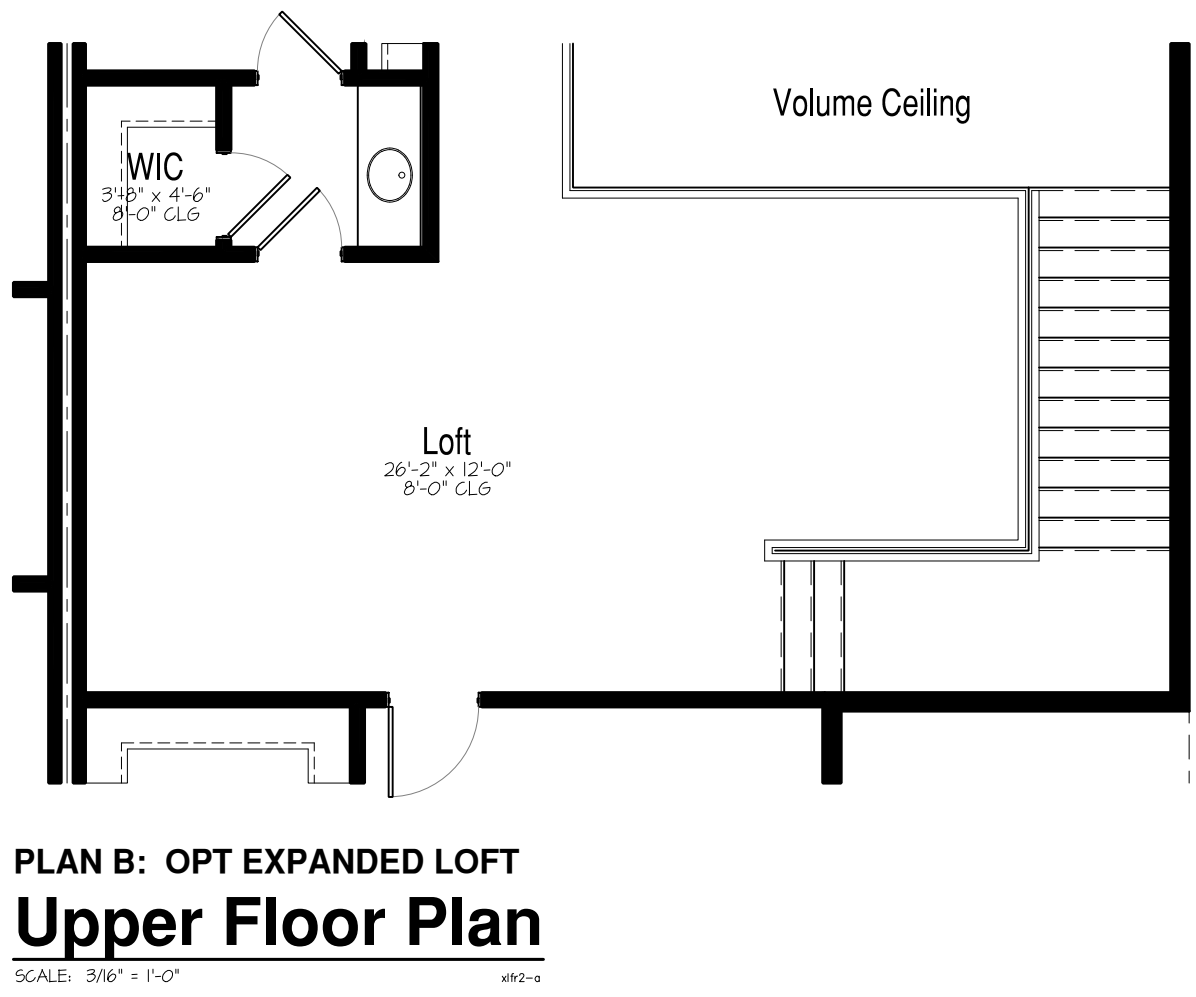 Volume Ceiling
WIC
3'-8" x 4'-6"
8'-0" CLG
Loft
26'-2" x 12'-0"
8'-0" CLG
PLAN B: OPT EXPANDED LOFT
Upper Floor Plan
SCALE: 3/16" = 1'-0"
xlfr2-a